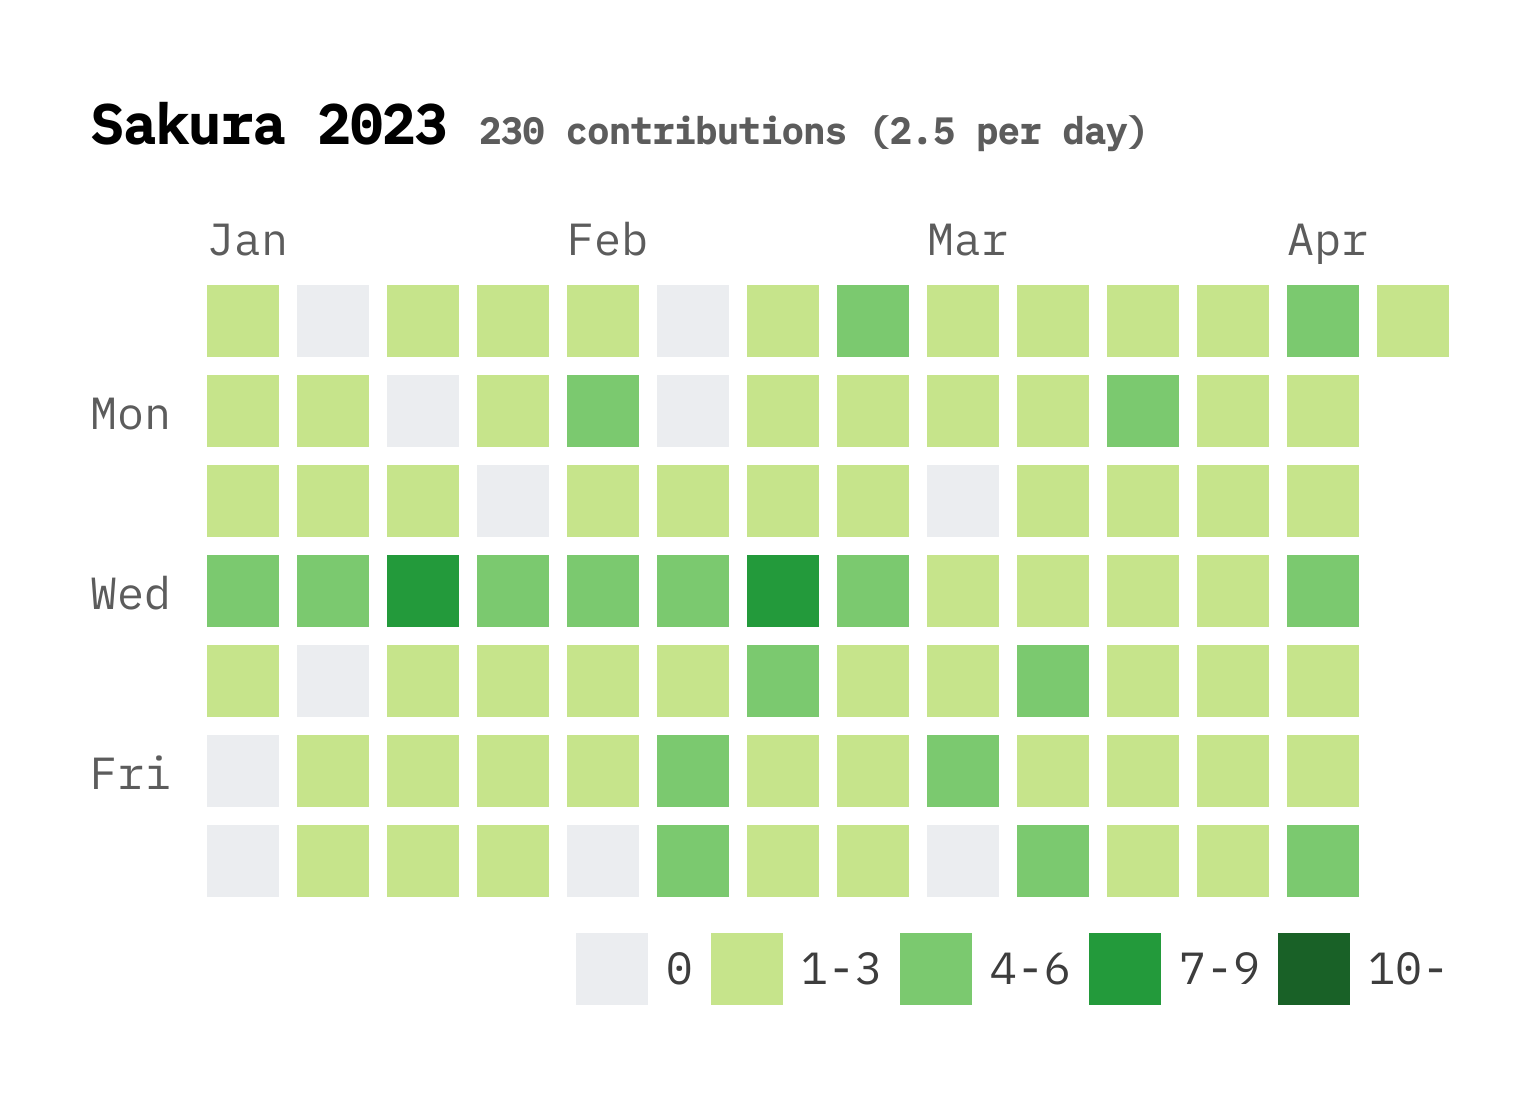 Sakura 2023 230 contributions (2.5 per day)
Jan Feb Mar Apr
Mon
Wed
Fri
0 1-3 4-6 7-9 10-